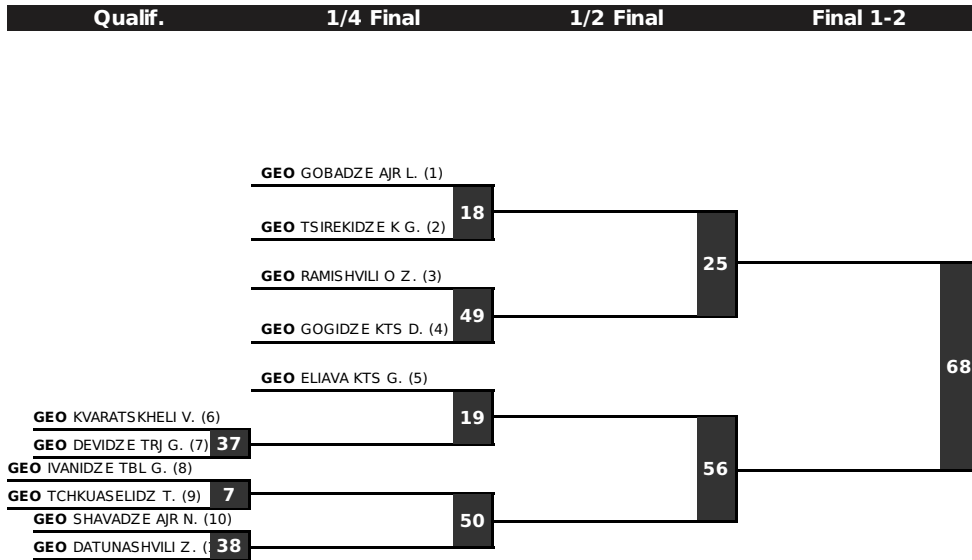 Qualif. 1/4 Final 1/2 Final Final 1-2
GEO GOBADZE AJR L. (1)
18
GEO TSIREKIDZE K G. (2)
25
GEO RAMISHVILI O Z. (3)
49
GEO GOGIDZE KTS D. (4)
68
GEO ELIAVA KTS G. (5)
19
GEO KVARATSKHELI V. (6)
GEO DEVIDZE TRJ G. (7) 37
56
GEO IVANIDZE TBL G. (8)
GEO TCHKUASELIDZ T. (9) 7
GEO SHAVADZE AJR N. (10)
50
GEO DATUNASHVILI Z. ( 38